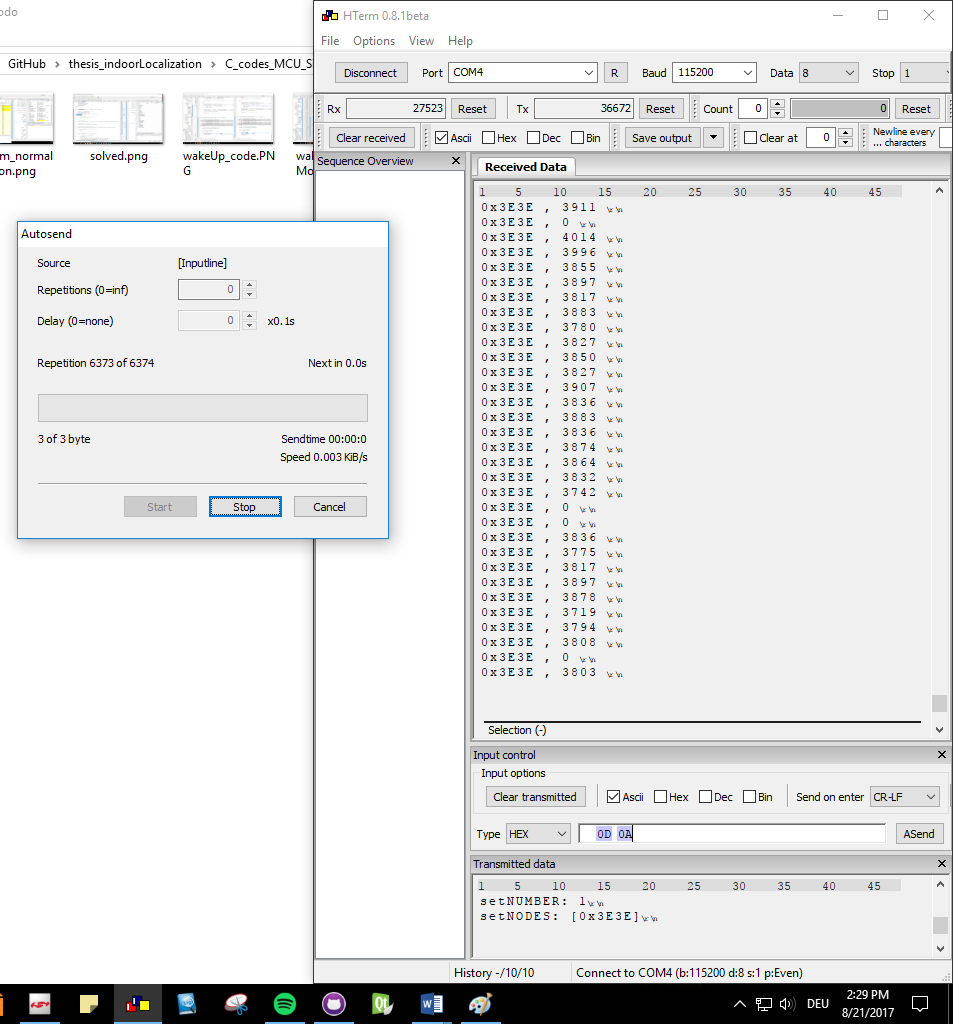 odo
GitHub > thesis_indoorLocalization > C_codes_MCU_S
m_normal
on.png
solved.png
wakeUp_code.PN
G
wal
Mo
Autosend
Source [Inputline]
Repetitions (0=inf) 0
Delay (0=none) 0 x0.1s
Repetition 6373 of 6374 Next in 0.0s
3 of 3 byte Sendtime 00:00:0
Speed 0.003 KiB/s
Start Stop Cancel
HTerm 0.8.1beta
File Options View Help
Disconnect Port COM4 R Baud 115200 Data 8 Stop 1
Rx 27523 Reset Tx 36672 Reset Count 0 0 Reset
Clear received Ascii Hex Dec Bin Save output Clear at 0 Newline every
... characters
Sequence Overview
Received Data
1 5 10 15 20 25 30 35 40 45
0x3E3E , 3911 \r\n
0x3E3E , 0 \r\n
0x3E3E , 4014 \r\n
0x3E3E , 3996 \r\n
0x3E3E , 3855 \r\n
0x3E3E , 3897 \r\n
0x3E3E , 3817 \r\n
0x3E3E , 3883 \r\n
0x3E3E , 3780 \r\n
0x3E3E , 3827 \r\n
0x3E3E , 3850 \r\n
0x3E3E , 3827 \r\n
0x3E3E , 3907 \r\n
0x3E3E , 3836 \r\n
0x3E3E , 3883 \r\n
0x3E3E , 3836 \r\n
0x3E3E , 3874 \r\n
0x3E3E , 3864 \r\n
0x3E3E , 3832 \r\n
0x3E3E , 3742 \r\n
0x3E3E , 0 \r\n
0x3E3E , 0 \r\n
0x3E3E , 3836 \r\n
0x3E3E , 3775 \r\n
0x3E3E , 3817 \r\n
0x3E3E , 3897 \r\n
0x3E3E , 3878 \r\n
0x3E3E , 3719 \r\n
0x3E3E , 3794 \r\n
0x3E3E , 3808 \r\n
0x3E3E , 0 \r\n
0x3E3E , 3803 \r\n
Selection (-)
Input control
Input options
Clear transmitted Ascii Hex Dec Bin Send on enter CR-LF
Type HEX 0D 0A ASend
Transmitted data
1 5 10 15 20 25 30 35 40 45
setNUMBER: 1\r\n
setNODES: [0x3E3E]\r\n
History -/10/10 Connect to COM4 (b:115200 d:8 s:1 p:Even)
DEU
2:29 PM
8/21/2017